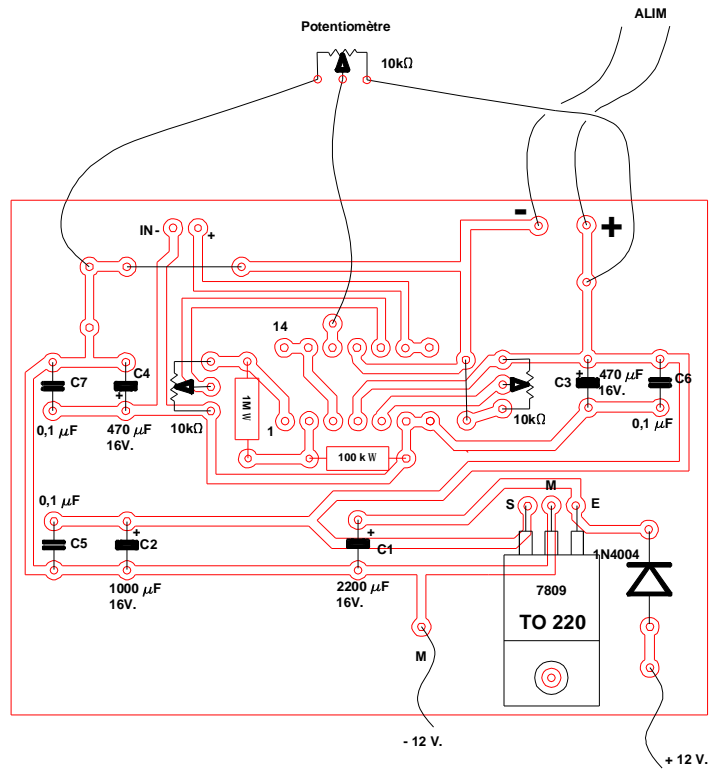 ALIM
Potentiomètre
10kΩ
-
+
IN -
+
14
C7
C4
+
C3
+
470 µF
16V.
C6
1M W
1
10kΩ
10kΩ
0,1 µF
470 µF
16V.
0,1 µF
100 k W
0,1 µF
S
M
E
C5
+
C2
+
C1
1N4004
1000 µF
16V.
2200 µF
16V.
7809
TO 220
M
- 12 V.
+ 12 V.